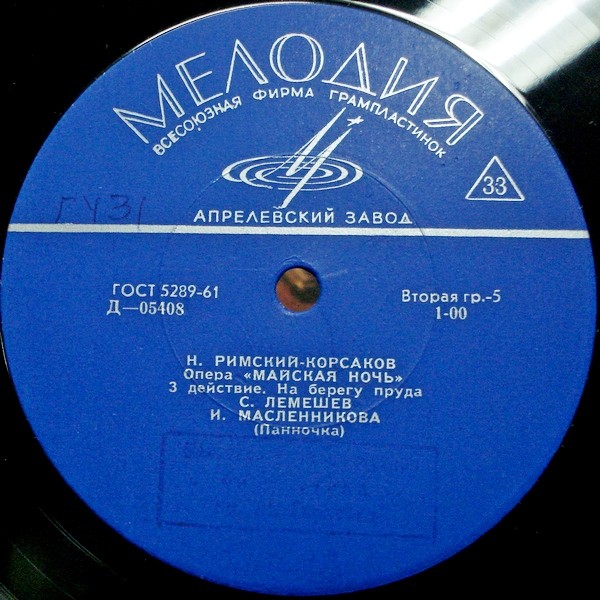 МЕЛОДИЯ
ВСЕСОЮЗНАЯ ФИРМА ГРАМПЛАСТИНОК
33
АПРЕЛЕВСКИЙ ЗАВОД
ГОСТ 5289-61
Д—05408
Вторая гр.-5
1-00
Н. РИМСКИЙ-КОРСАКОВ
Опера «МАЙСКАЯ НОЧЬ»
3 действие. На берегу пруда
С. ЛЕМЕШЕВ
И. МАСЛЕННИКОВА
(Панночка)